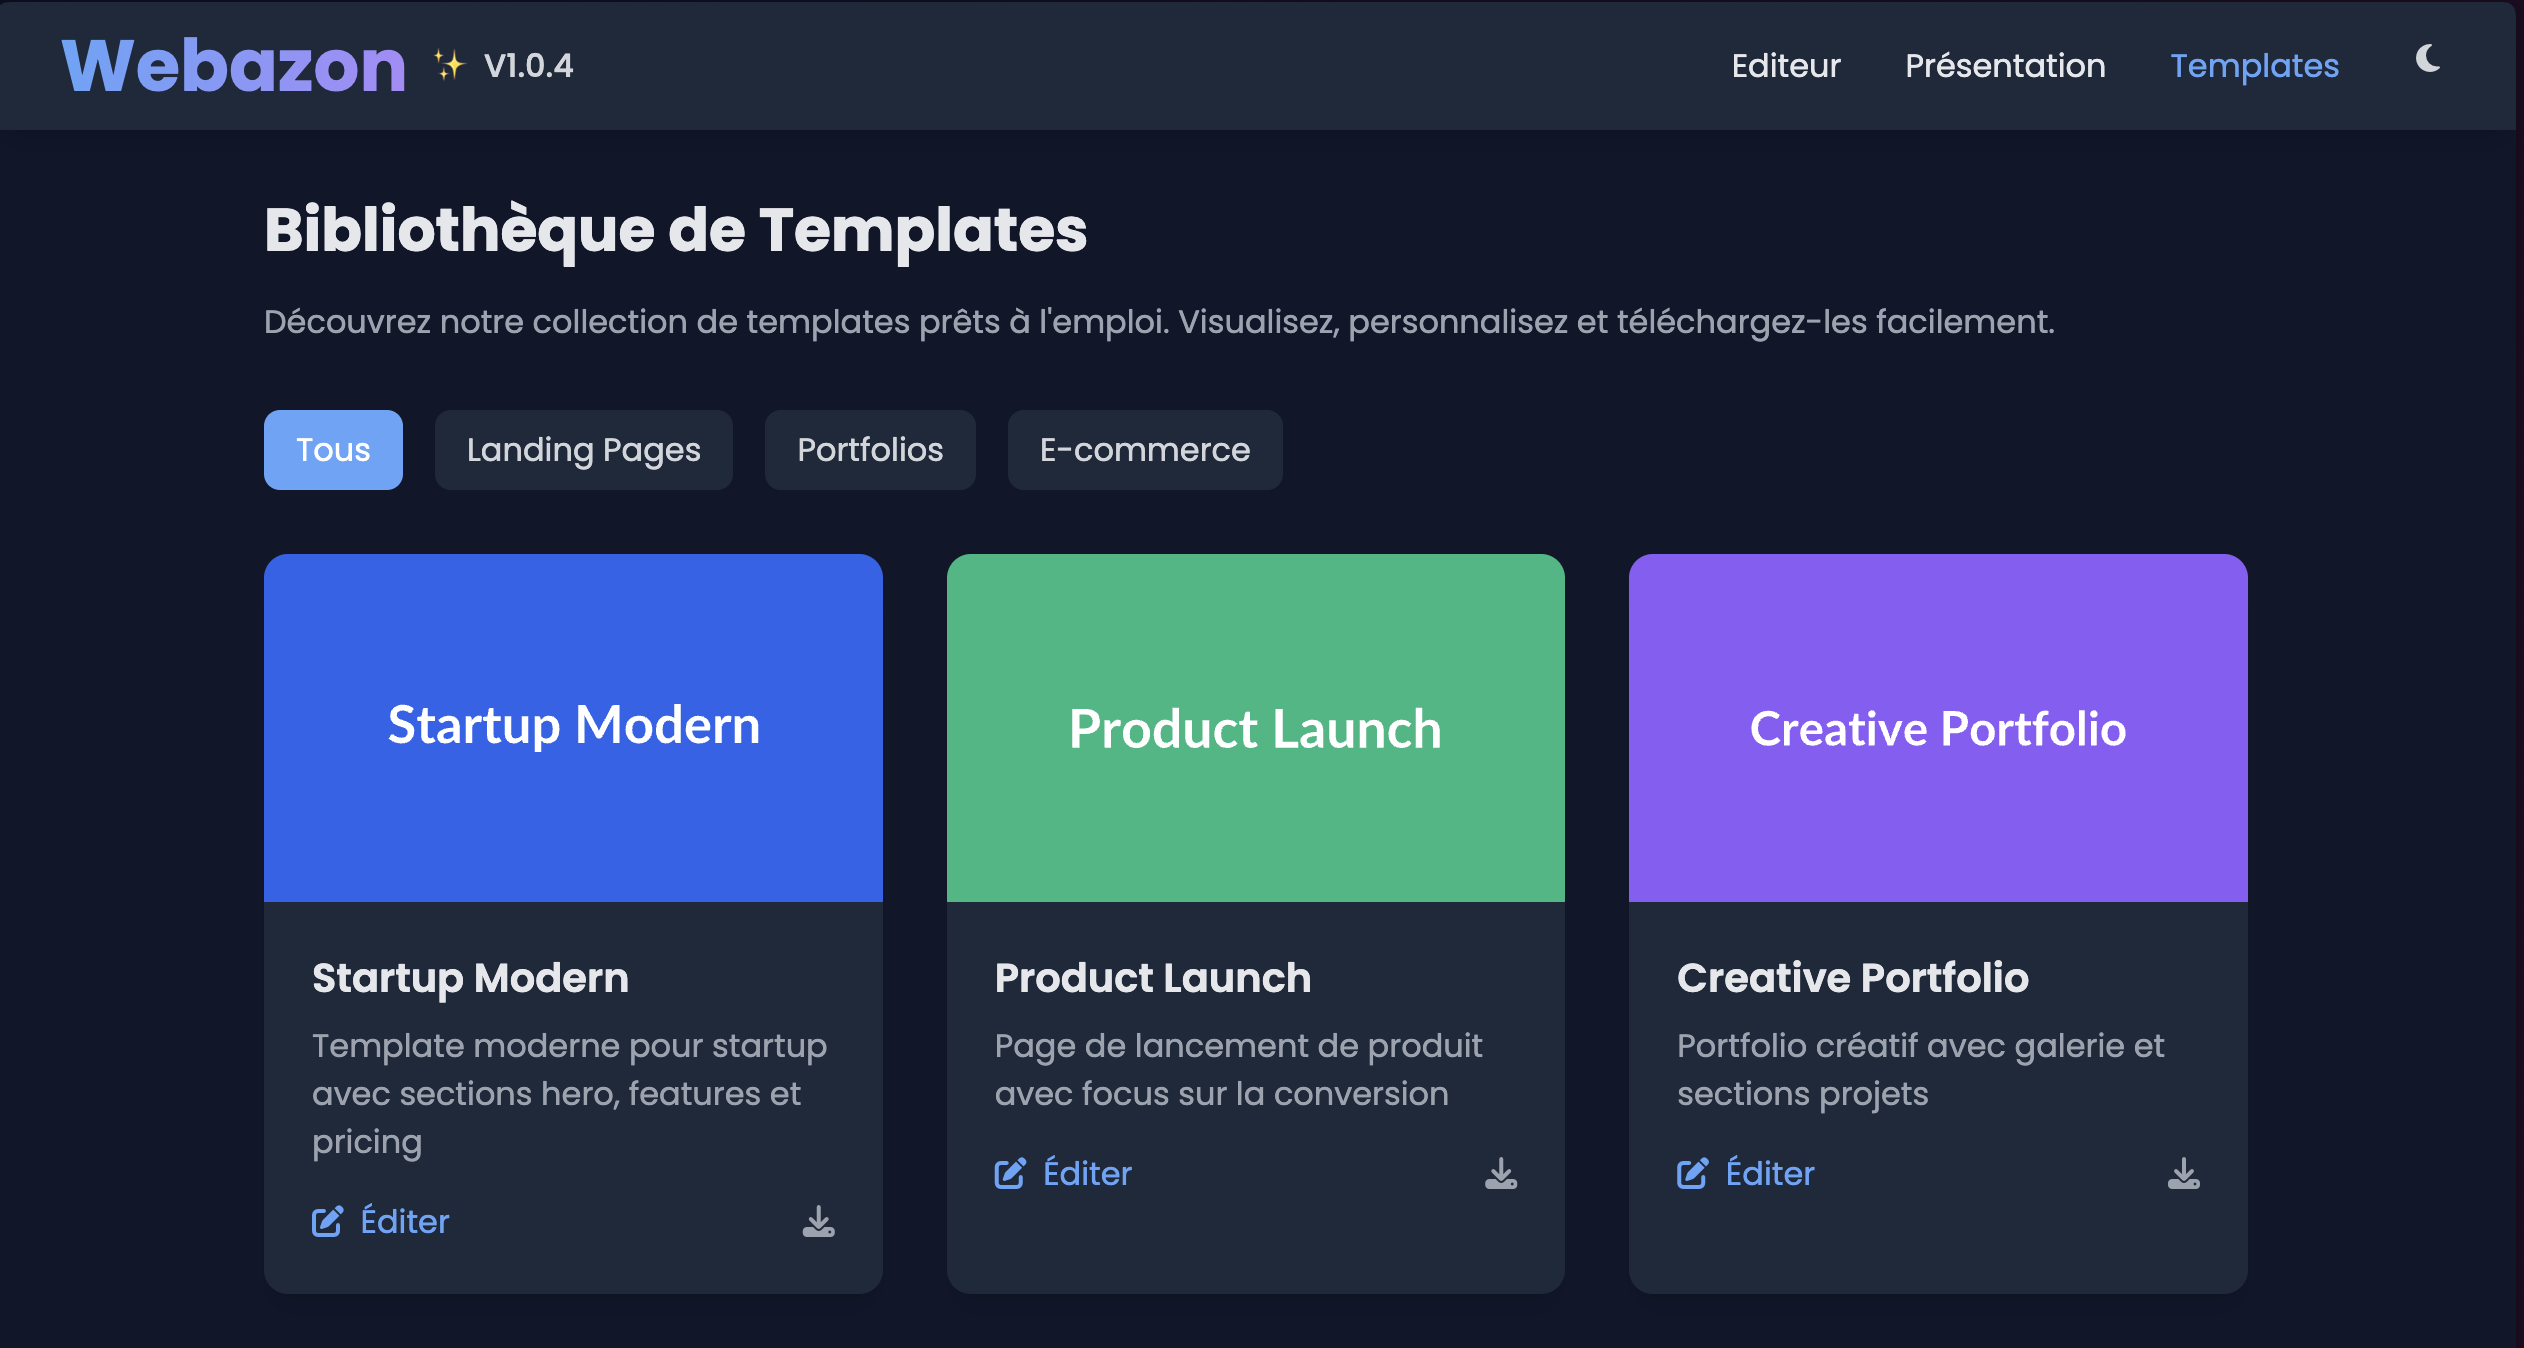 Webazon ✨ V1.0.4
Editeur Présentation Templates
Bibliothèque de Templates
Découvrez notre collection de templates prêts à l'emploi. Visualisez, personnalisez et téléchargez-les facilement.
Tous Landing Pages Portfolios E-commerce
Startup Modern
Startup Modern
Template moderne pour startup
avec sections hero, features et
pricing
Éditer
Product Launch
Product Launch
Page de lancement de produit
avec focus sur la conversion
Éditer
Creative Portfolio
Creative Portfolio
Portfolio créatif avec galerie et
sections projets
Éditer